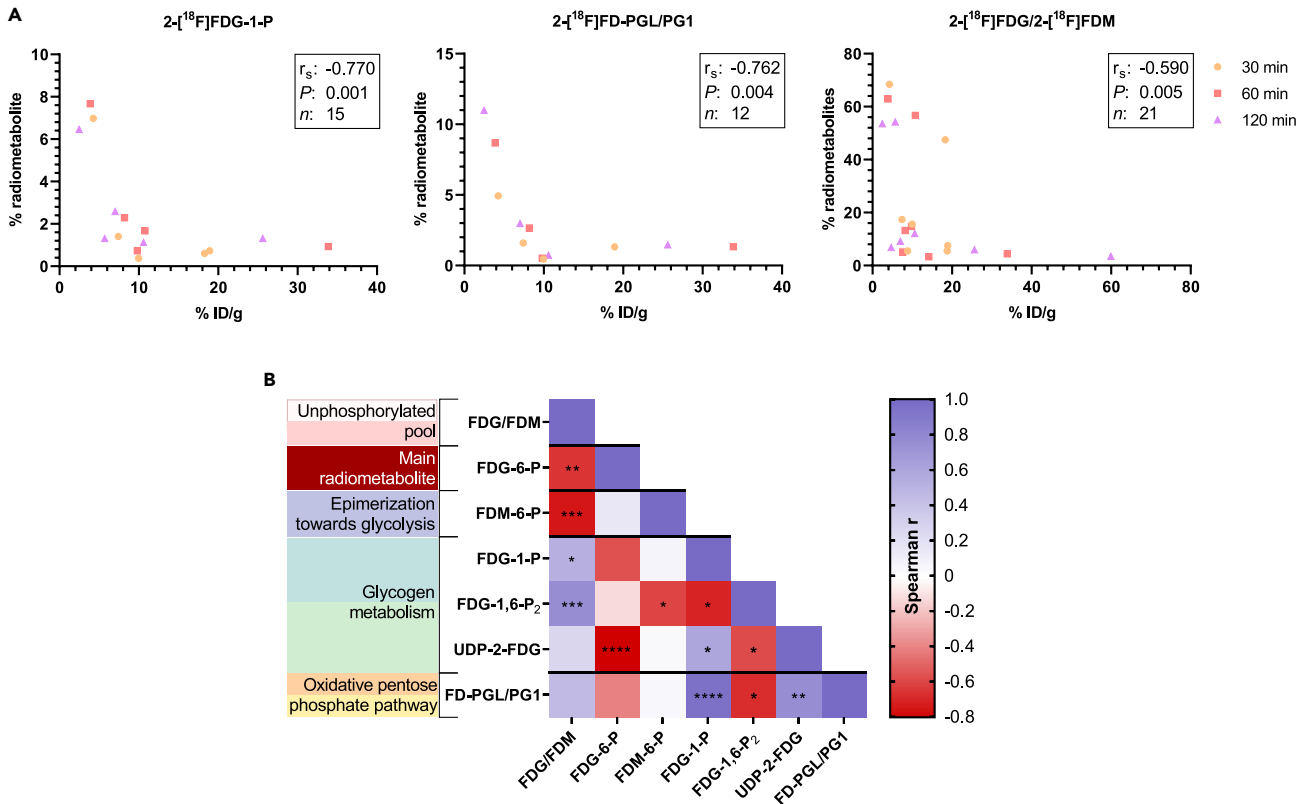 A
2-[¹⁸F]FDG-1-P
% radiometabolite
10
8
6
4
2
0
0 10 20 30 40
% ID/g
rₛ: -0.770
P: 0.001
n: 15
2-[¹⁸F]FD-PGL/PG1
% radiometabolite
15
10
5
0
0 10 20 30 40
% ID/g
rₛ: -0.762
P: 0.004
n: 12
2-[¹⁸F]FDG/2-[¹⁸F]FDM
% radiometabolites
80
60
40
20
0
0 20 40 60 80
% ID/g
rₛ: -0.590
P: 0.005
n: 21
30 min
60 min
120 min
B
Unphosphorylated
pool
Main
radiometabolite
Epimerization
towards glycolysis
Glycogen
metabolism
Oxidative pentose
phosphate pathway
FDG/FDM
FDG-6-P
**
FDM-6-P
***
FDG-1-P
*
FDG-1,6-P₂
*** * *
UDP-2-FDG
**** * *
FD-PGL/PG1
**** * **
FDG/FDM
FDG-6-P
FDM-6-P
FDG-1-P
FDG-1,6-P₂
UDP-2-FDG
FD-PGL/PG1
Spearman r
1.0
0.8
0.6
0.4
0.2
0
-0.2
-0.4
-0.6
-0.8